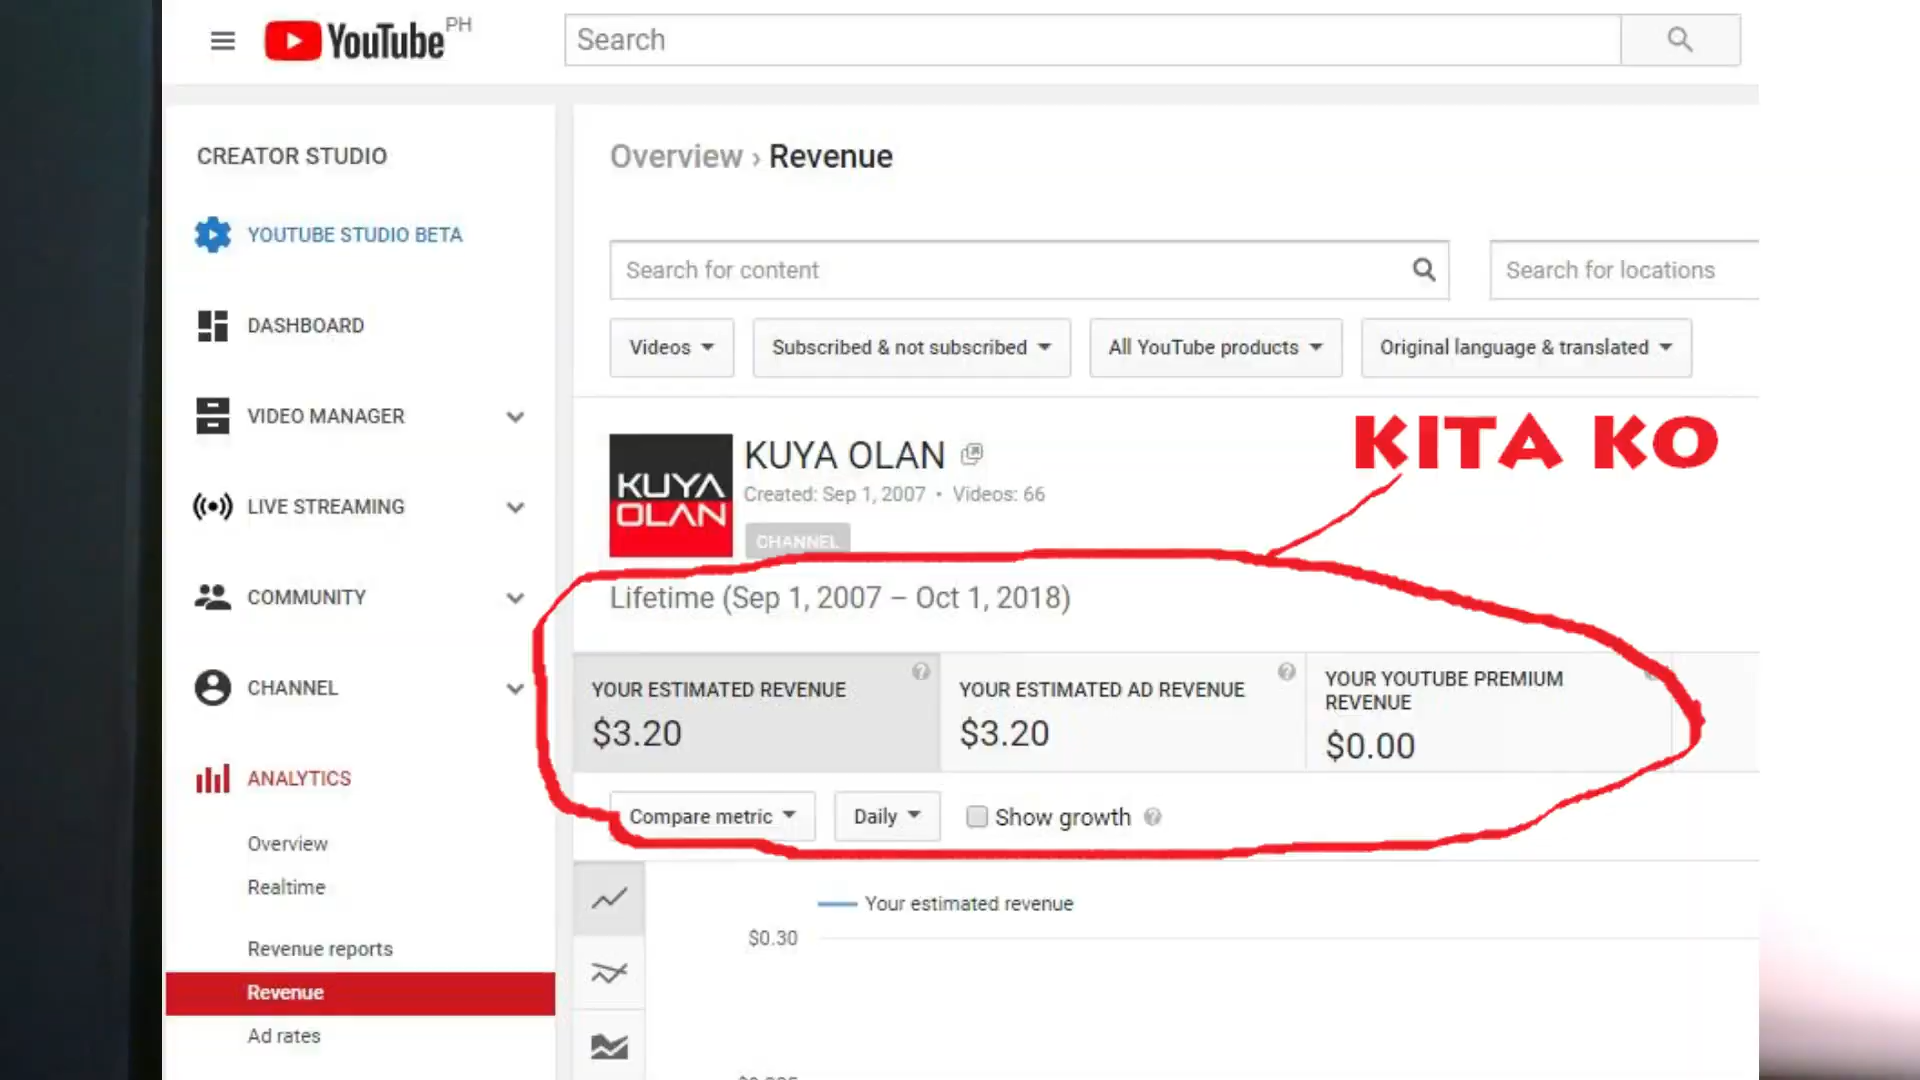 YouTube PH
Search
CREATOR STUDIO
YOUTUBE STUDIO BETA
DASHBOARD
VIDEO MANAGER
LIVE STREAMING
COMMUNITY
CHANNEL
ANALYTICS
Overview
Realtime
Revenue reports
Revenue
Ad rates
Overview › Revenue
Search for content
Search for locations
Videos
Subscribed & not subscribed
All YouTube products
Original language & translated
KITA KO
KUYA OLAN
KUYA OLAN
Created: Sep 1, 2007 • Videos: 66
CHANNEL
Lifetime (Sep 1, 2007 – Oct 1, 2018)
YOUR ESTIMATED REVENUE
$3.20
YOUR ESTIMATED AD REVENUE
$3.20
YOUR YOUTUBE PREMIUM
REVENUE
$0.00
Compare metric
Daily
Show growth
Your estimated revenue
$0.30